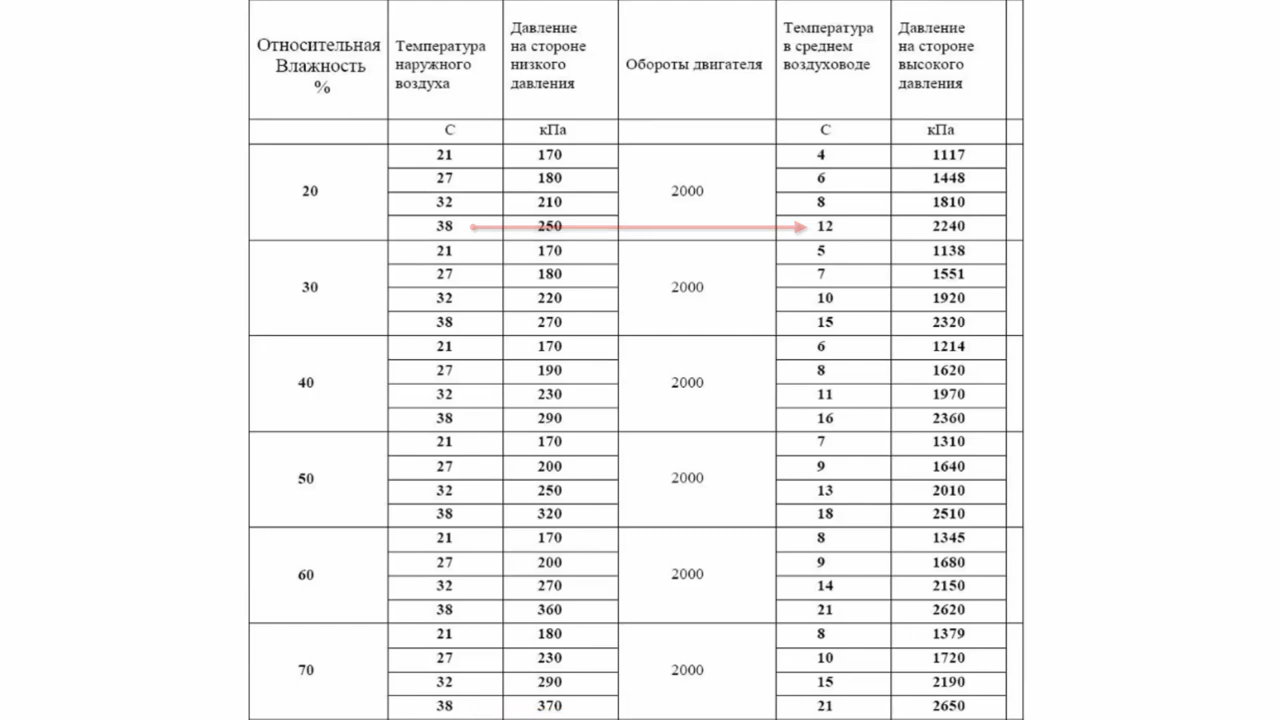 Относительная Влажность %
Температура наружного воздуха
Давление на стороне низкого давления
Обороты двигателя
Температура в среднем воздуховоде
Давление на стороне высокого давления
С кПа С кПа
20 2000
21 170 4 1117
27 180 6 1448
32 210 8 1810
38 250 12 2240
30 2000
21 170 5 1138
27 180 7 1551
32 220 10 1920
38 270 15 2320
40 2000
21 170 6 1214
27 190 8 1620
32 230 11 1970
38 290 16 2360
50 2000
21 170 7 1310
27 200 9 1640
32 250 13 2010
38 320 18 2510
60 2000
21 170 8 1345
27 200 9 1680
32 270 14 2150
38 360 21 2620
70 2000
21 180 8 1379
27 230 10 1720
32 290 15 2190
38 370 21 2650